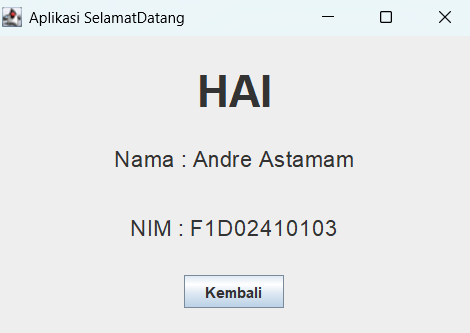 Aplikasi SelamatDatang
HAI
Nama : Andre Astamam
NIM : F1D02410103
Kembali